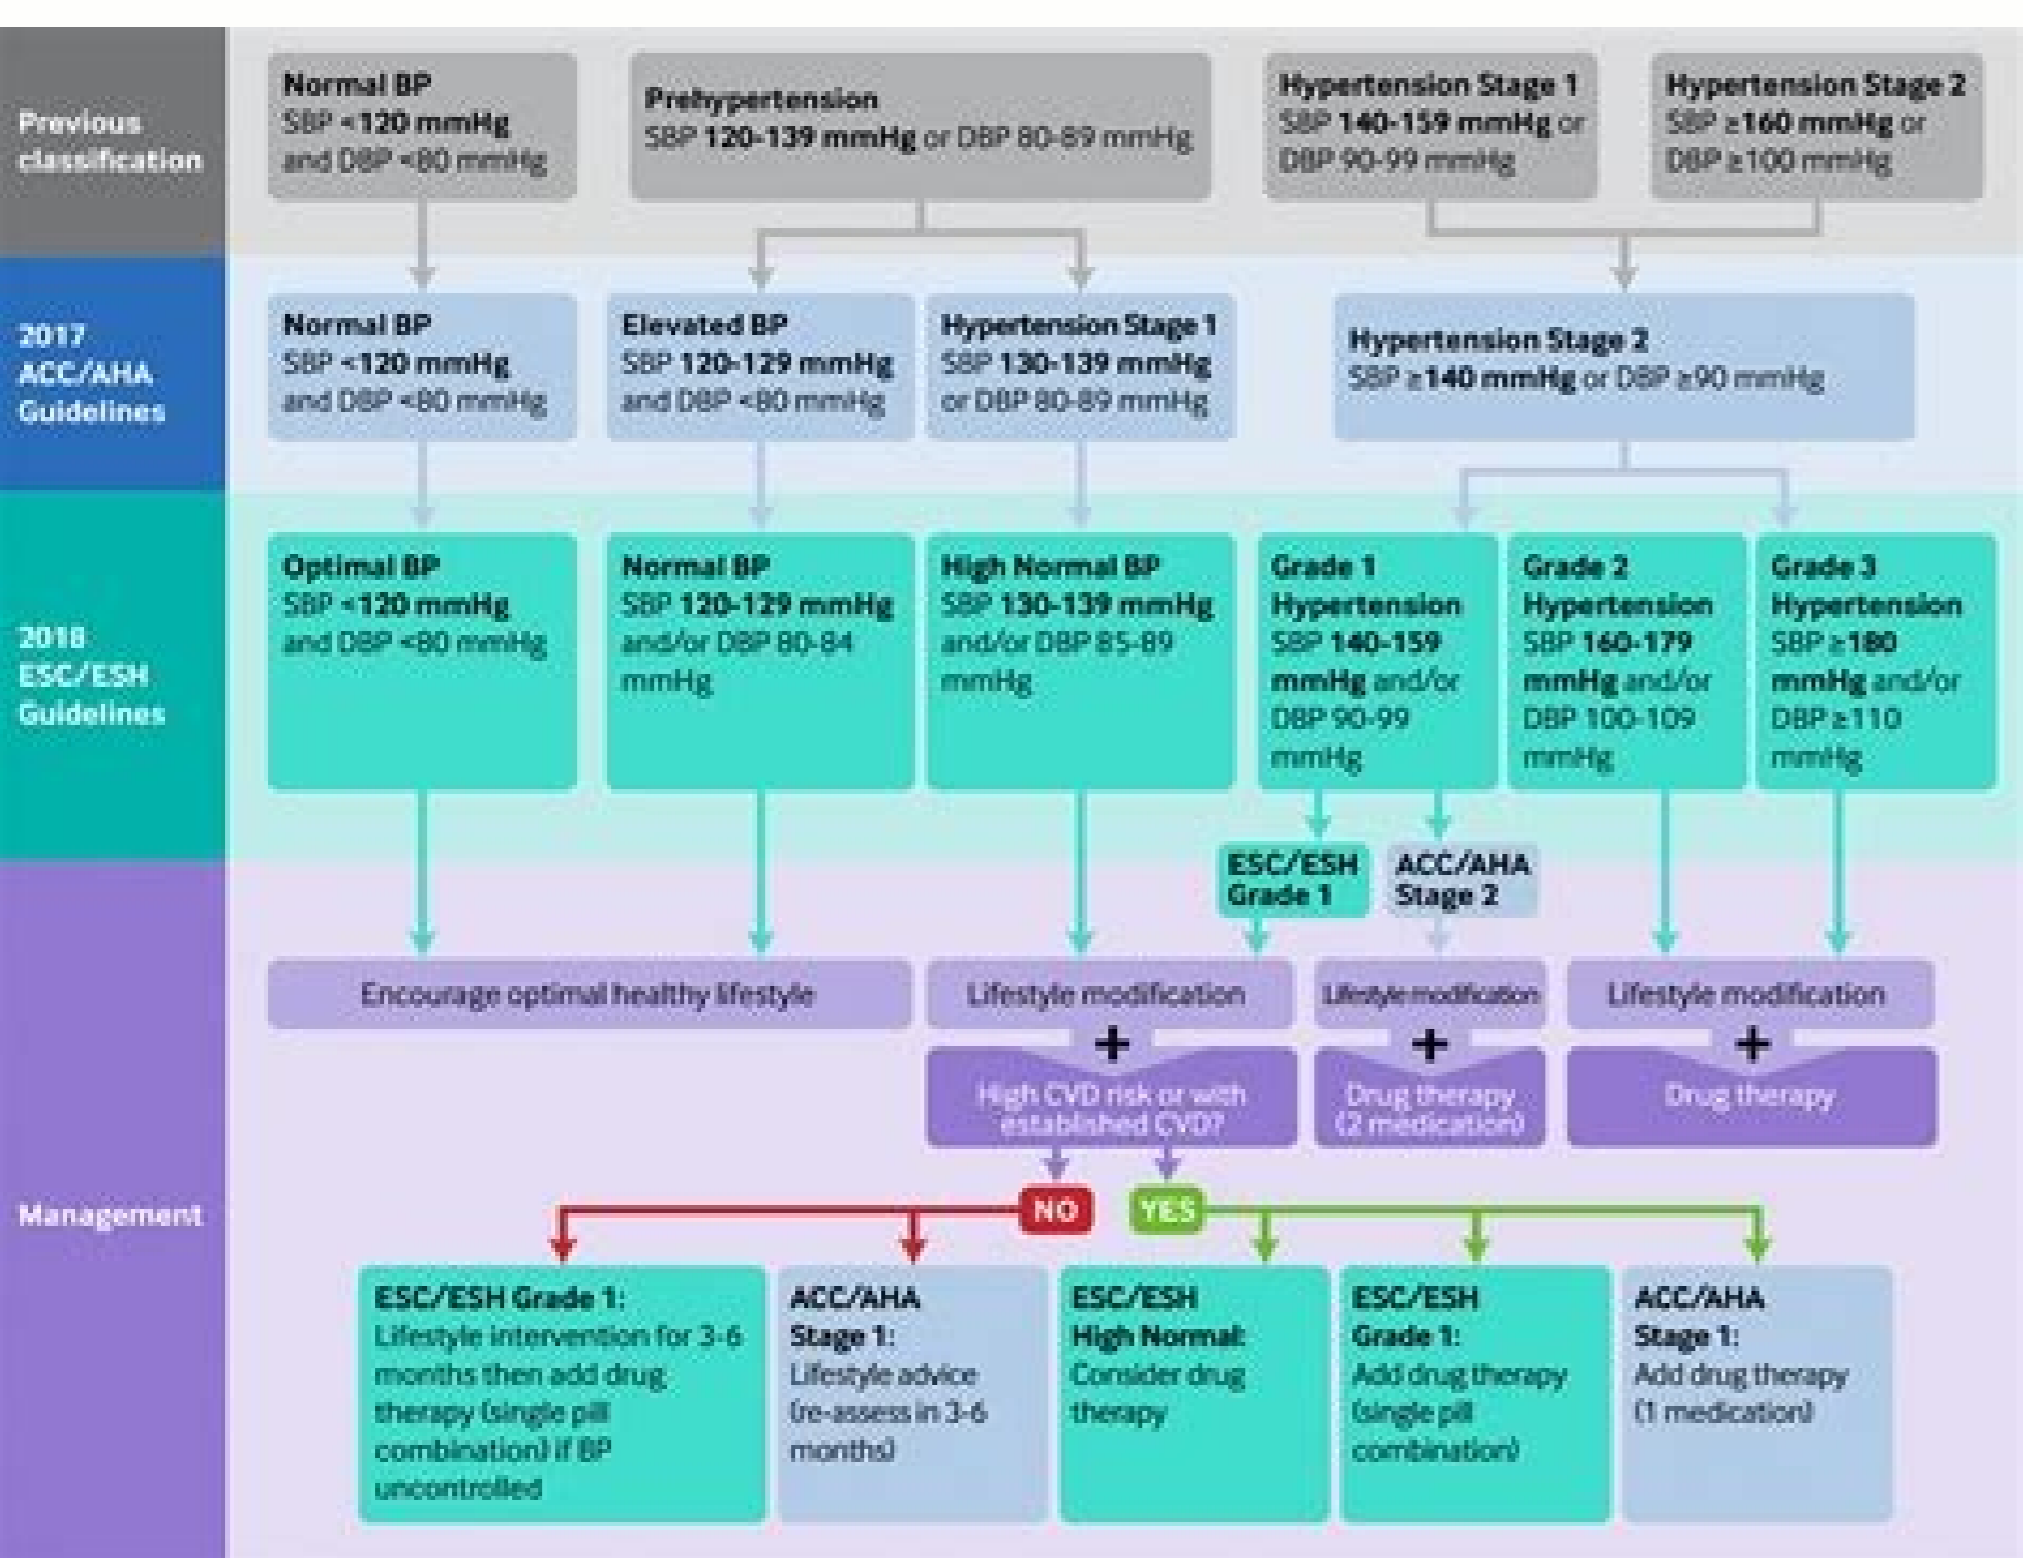 Previous
classification
Normal BP
SBP <120 mmHg
and DBP <80 mmHg
Prehypertension
SBP 120-139 mmHg or DBP 80-89 mmHg
Hypertension Stage 1
SBP 140-159 mmHg or
DBP 90-99 mmHg
Hypertension Stage 2
SBP ≥160 mmHg or
DBP ≥100 mmHg
2017
ACC/AHA
Guidelines
Normal BP
SBP <120 mmHg
and DBP <80 mmHg
Elevated BP
SBP 120-129 mmHg
and DBP <80 mmHg
Hypertension Stage 1
SBP 130-139 mmHg
or DBP 80-89 mmHg
Hypertension Stage 2
SBP ≥140 mmHg or DBP ≥90 mmHg
2018
ESC/ESH
Guidelines
Optimal BP
SBP <120 mmHg
and DBP <80 mmHg
Normal BP
SBP 120-129 mmHg
and/or DBP 80-84
mmHg
High Normal BP
SBP 130-139 mmHg
and/or DBP 85-89
mmHg
Grade 1
Hypertension
SBP 140-159
mmHg and/or
DBP 90-99
mmHg
Grade 2
Hypertension
SBP 160-179
mmHg and/or
DBP 100-109
mmHg
Grade 3
Hypertension
SBP ≥180
mmHg and/or
DBP ≥110
mmHg
ESC/ESH
Grade 1
ACC/AHA
Stage 2
Management
Encourage optimal healthy lifestyle
Lifestyle modification
+
High CVD risk or with
established CVD?
Lifestyle modification
+
Drug therapy
(2 medication)
Lifestyle modification
+
Drug therapy
NO
YES
ESC/ESH Grade 1:
Lifestyle intervention for 3-6
months then add drug
therapy (single pill
combination) if BP
uncontrolled
ACC/AHA
Stage 1:
Lifestyle advice
(re-assess in 3-6
months)
ESC/ESH
High Normal:
Consider drug
therapy
ESC/ESH
Grade 1:
Add drug therapy
(single pill
combination)
ACC/AHA
Stage 1:
Add drug therapy
(1 medication)